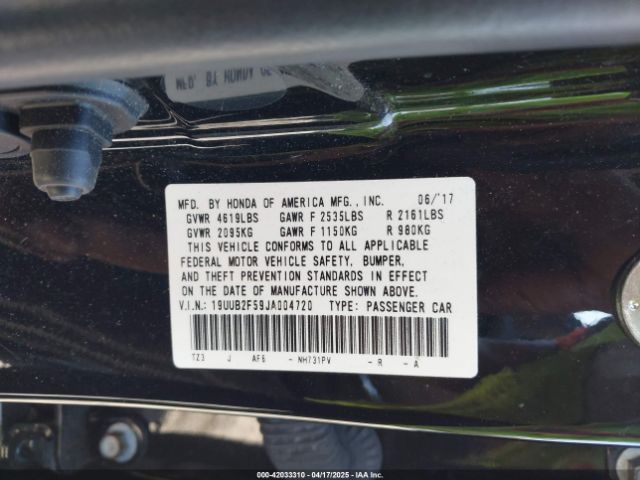 MFD. BY HONDA OF AMERICA MFG., INC. 06/'17
GVWR 4619LBS GAWR F 2535LBS R 2161LBS
GVWR 2095KG GAWR F 1150KG R 980KG
THIS VEHICLE CONFORMS TO ALL APPLICABLE
FEDERAL MOTOR VEHICLE SAFETY, BUMPER,
AND THEFT PREVENTION STANDARDS IN EFFECT
ON THE DATE OF MANUFACTURE SHOWN ABOVE.
V.I.N.: 19UUB2F59JA004720 TYPE: PASSENGER CAR
TZ3 J AF6 - NH731PV - R - A
000-42033310 - 04/17/2025 - IAAI